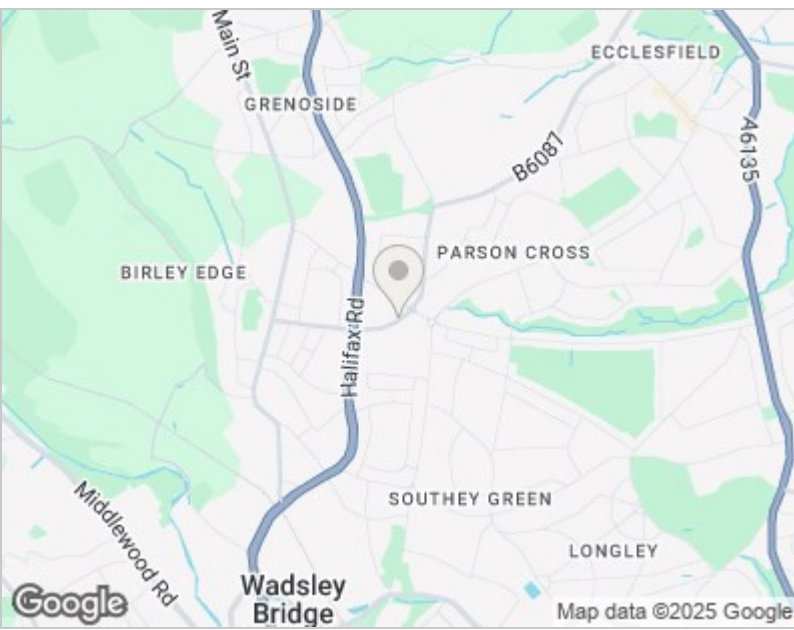 Main St
ECCLESFIELD
GRENOSIDE
A6135
B6087
PARSON CROSS
BIRLEY EDGE
Halifax Rd
Middlewood Rd
SOUTHEY GREEN
LONGLEY
Wadsley
Bridge
Google
Map data ©2025 Google